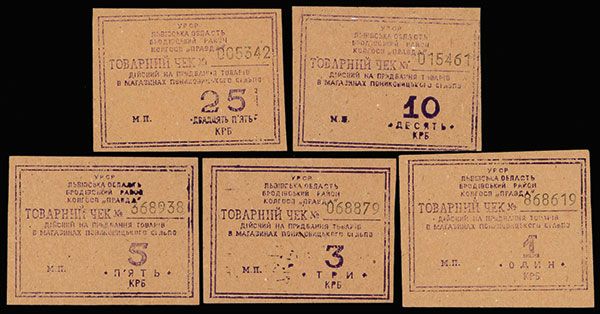 УРСР
ЛЬВІВСЬКА ОБЛАСТЬ
БРОДІВСЬКИЙ РАЙОН
КОЛГОСП „ПРАВДА"
ТОВАРНИЙ ЧЕК № 005342
ДІЙСНИЙ НА ПРИДБАННЯ ТОВАРІВ
В МАГАЗИНАХ ПОНИКОВИЦЬКОГО СІЛЬПО
25
М.П. ДВАДЦЯТЬ П'ЯТЬ
КРБ
УРСР
ЛЬВІВСЬКА ОБЛАСТЬ
БРОДІВСЬКИЙ РАЙОН
КОЛГОСП „ПРАВДА"
ТОВАРНИЙ ЧЕК № 015461
ДІЙСНИЙ НА ПРИДБАННЯ ТОВАРІВ
В МАГАЗИНАХ ПОНИКОВИЦЬКОГО СІЛЬПО
10
М.П. • ДЕСЯТЬ •
КРБ
УРСР
ЛЬВІВСЬКА ОБЛАСТЬ
БРОДІВСЬКИЙ РАЙОН
КОЛГОСП „ПРАВДА"
ТОВАРНИЙ ЧЕК № 368938
ДІЙСНИЙ НА ПРИДБАННЯ ТОВАРІВ
В МАГАЗИНАХ ПОНИКОВИЦЬКОГО СІЛЬПО
5
М.П. • П'ЯТЬ •
КРБ
УРСР
ЛЬВІВСЬКА ОБЛАСТЬ
БРОДІВСЬКИЙ РАЙОН
КОЛГОСП „ПРАВДА"
ТОВАРНИЙ ЧЕК № 068879
ДІЙСНИЙ НА ПРИДБАННЯ ТОВАРІВ
В МАГАЗИНАХ ПОНИКОВИЦЬКОГО СІЛЬПО
3
М.П. • ТРИ •
КРБ
УРСР
ЛЬВІВСЬКА ОБЛАСТЬ
БРОДІВСЬКИЙ РАЙОН
КОЛГОСП „ПРАВДА"
ТОВАРНИЙ ЧЕК № 868619
ДІЙСНИЙ НА ПРИДБАННЯ ТОВАРІВ
В МАГАЗИНАХ ПОНИКОВИЦЬКОГО СІЛЬПО
1
М.П. • ОДИН •
КРБ